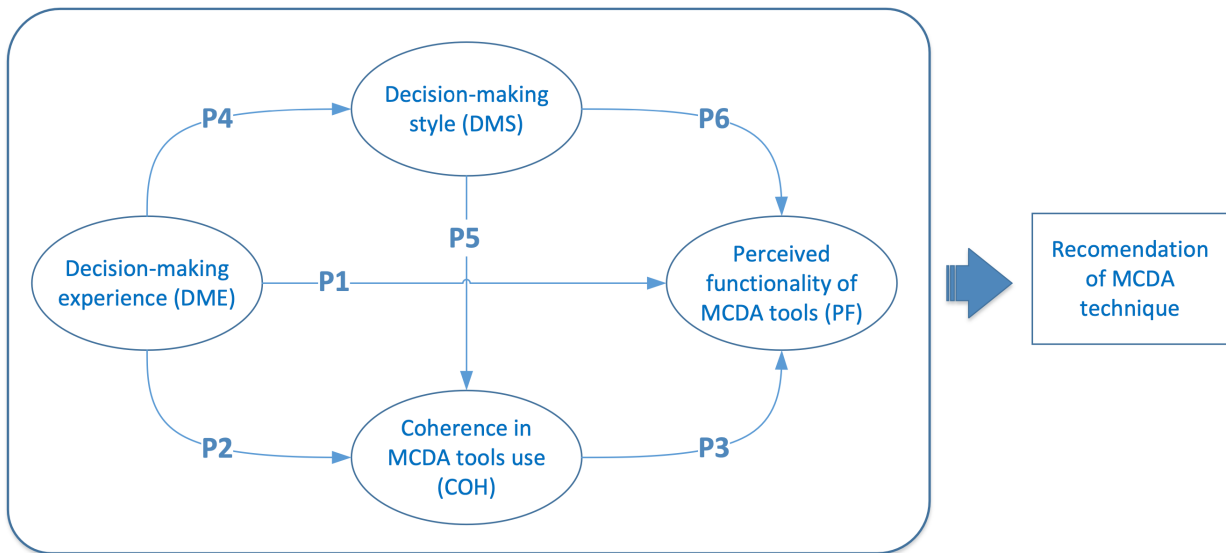 Decision-making
style (DMS)
P4
P6
P5
Decision-making
experience (DME)
P1
Perceived
functionality of
MCDA tools (PF)
Recomendation
of MCDA
technique
P2
Coherence in
MCDA tools use
(COH)
P3